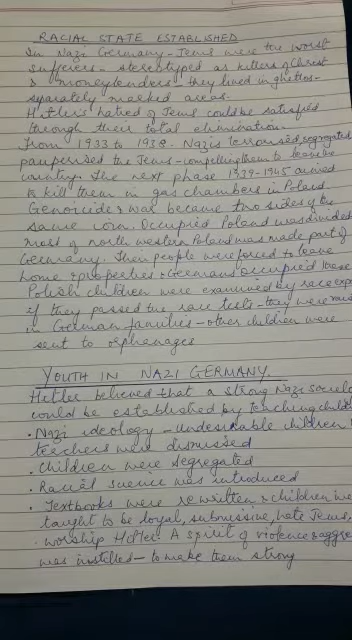 RACIAL STATE ESTABLISHED
In Nazi Germany - Jews were the worst
sufferers - stereotyped as killers of Christ
& moneylenders - they lived in ghettos -
separately marked areas.
Hitler's hatred of Jews could be satisfied
through their total elimination.
From 1933 to 1938 - Nazis terrorised, segregated
pauperised the Jews - compelling them to leave the
country. The next phase 1939-1945 aimed
to kill them in gas chambers in Poland.
Genocide & war became two sides of the
same coin. Occupied Poland was divided
most of north western Poland was made part of
Germany. Then people were forced to leave
home & properties - Germans occupied these
Polish children were examined by race exp
if they passed the race tests - they were rais
in German families - other children were
sent to orphanages
YOUTH IN NAZI GERMANY.
Hitler believed that a strong Nazi society
could be established by teaching child
. Nazi ideology - undesirable children
teachers were dismissed
. Children were segregated
. Racial science was introduced
. Textbooks were rewritten & children we
taught to be loyal, submissive, hate Jews,
. worship Hitler. A spirit of violence & aggre
was instilled - to make them strong